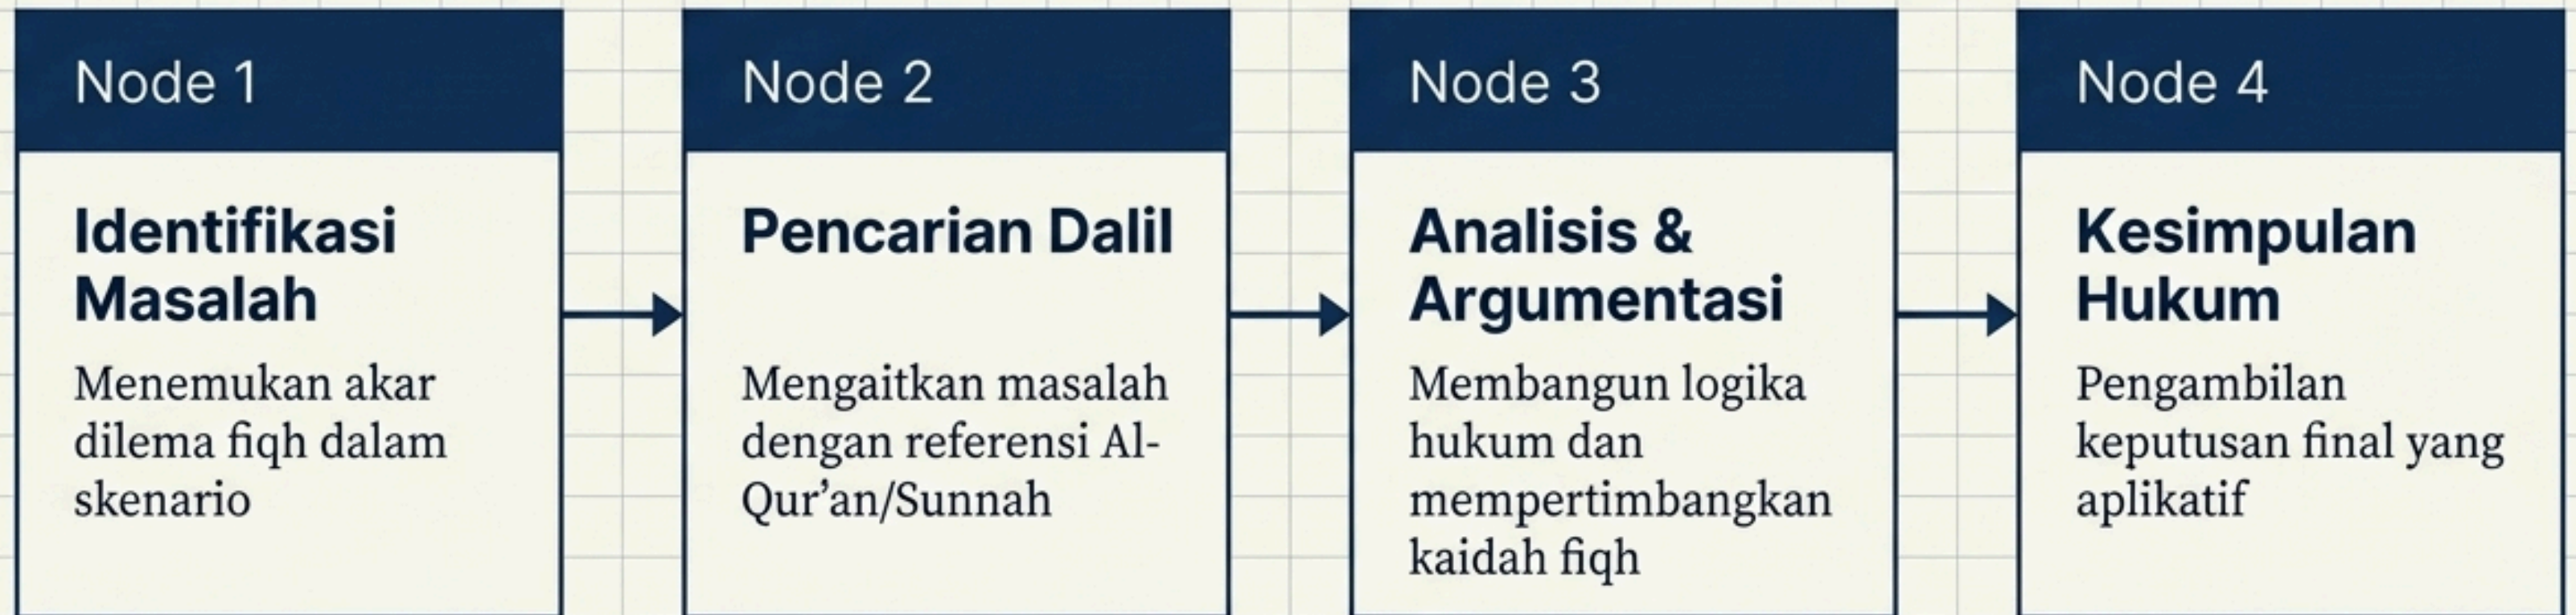 Node 1
Identifikasi
Masalah
Menemukan akar
dilema fiqh dalam
skenario
Node 2
Pencarian Dalil
Mengaitkan masalah
dengan referensi Al-
Qur’an/Sunnah
Node 3
Analisis &
Argumentasi
Membangun logika
hukum dan
mempertimbangkan
kaidah fiqh
Node 4
Kesimpulan
Hukum
Pengambilan
keputusan final yang
aplikatif